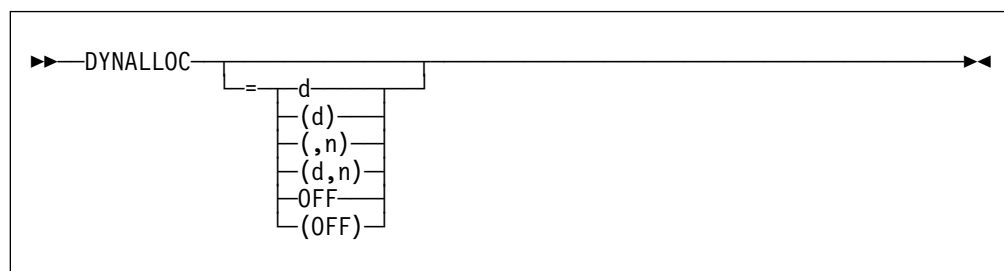 DYNALLOC
= d
(d)
(,n)
(d,n)
OFF
(OFF)